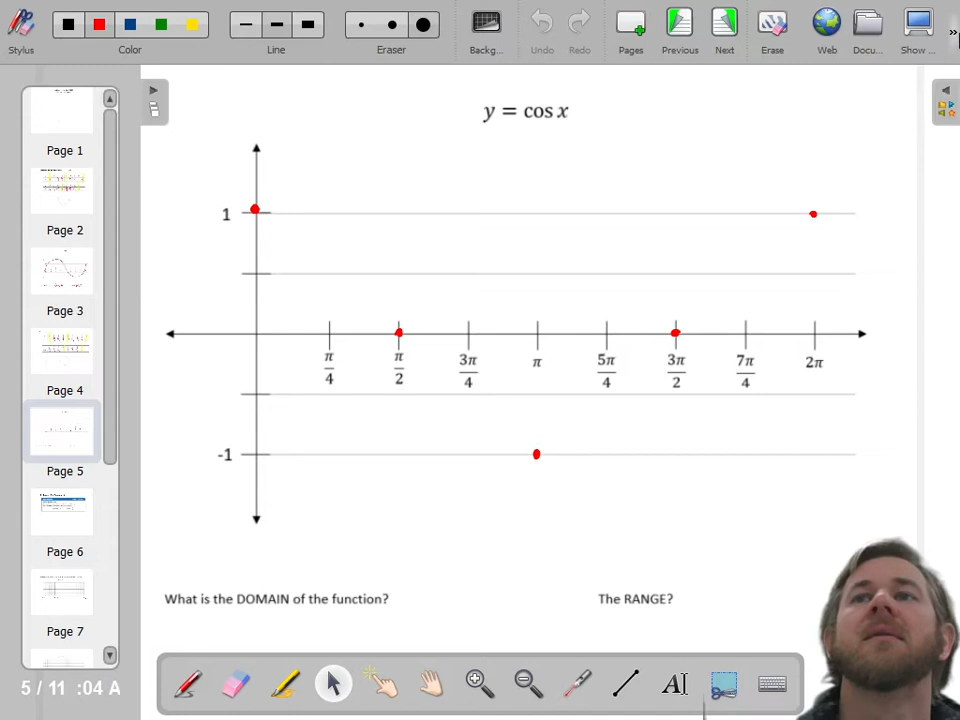 Stylus
Color
Line
Eraser
Backg...
Undo
Redo
Pages
Previous
Next
Erase
Web
Docu...
Show ...
»
y = cos x
1
π/4 π/2 3π/4 π 5π/4 3π/2 7π/4 2π
-1
What is the DOMAIN of the function? The RANGE?
Page 1
Page 2
Page 3
Page 4
Page 5
Page 6
Page 7
5 / 11 :04 A
A